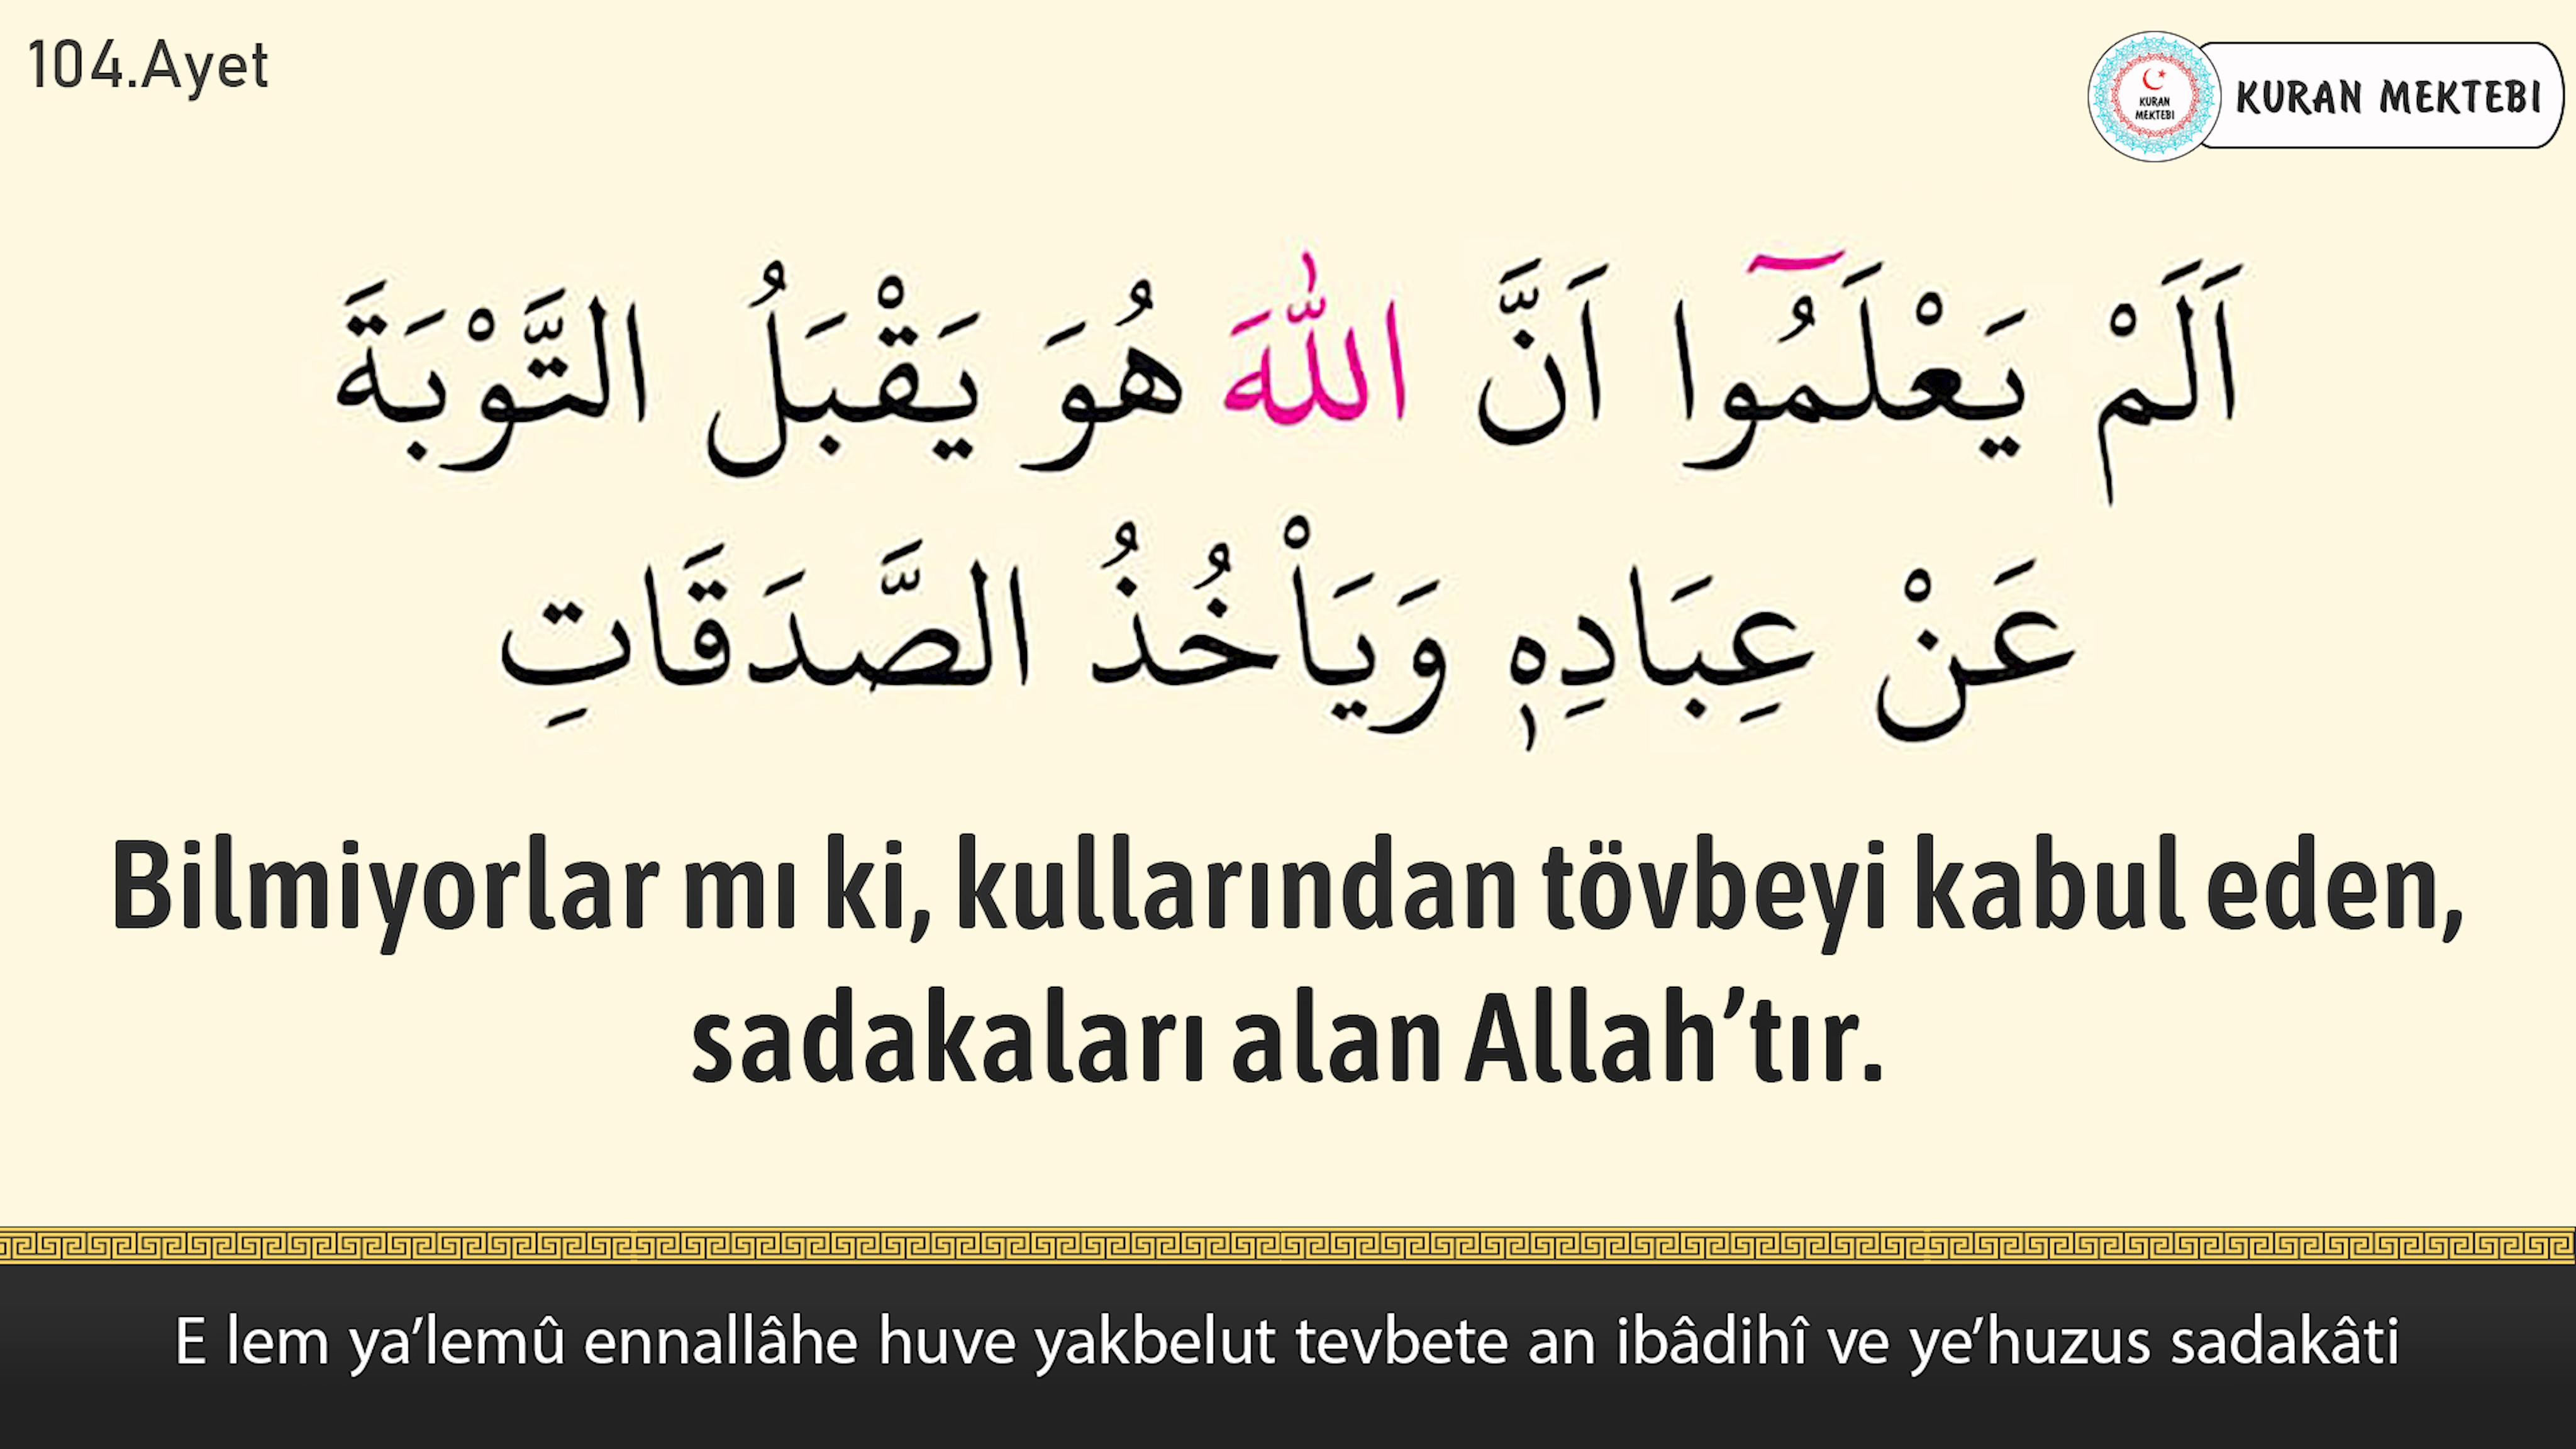 104.Ayet
KURAN
MEKTEBI
KURAN MEKTEBI
اَلَمْ يَعْلَمُٓوا اَنَّ اللّٰهَ هُوَ يَقْبَلُ التَّوْبَةَ
عَنْ عِبَادِهٖ وَيَأْخُذُ الصَّدَقَاتِ
Bilmiyorlar mı ki, kullarından tövbeyi kabul eden,
sadakaları alan Allah’tır.
E lem ya’lemû ennallâhe huve yakbelut tevbete an ibâdihî ve ye’huzus sadakâti